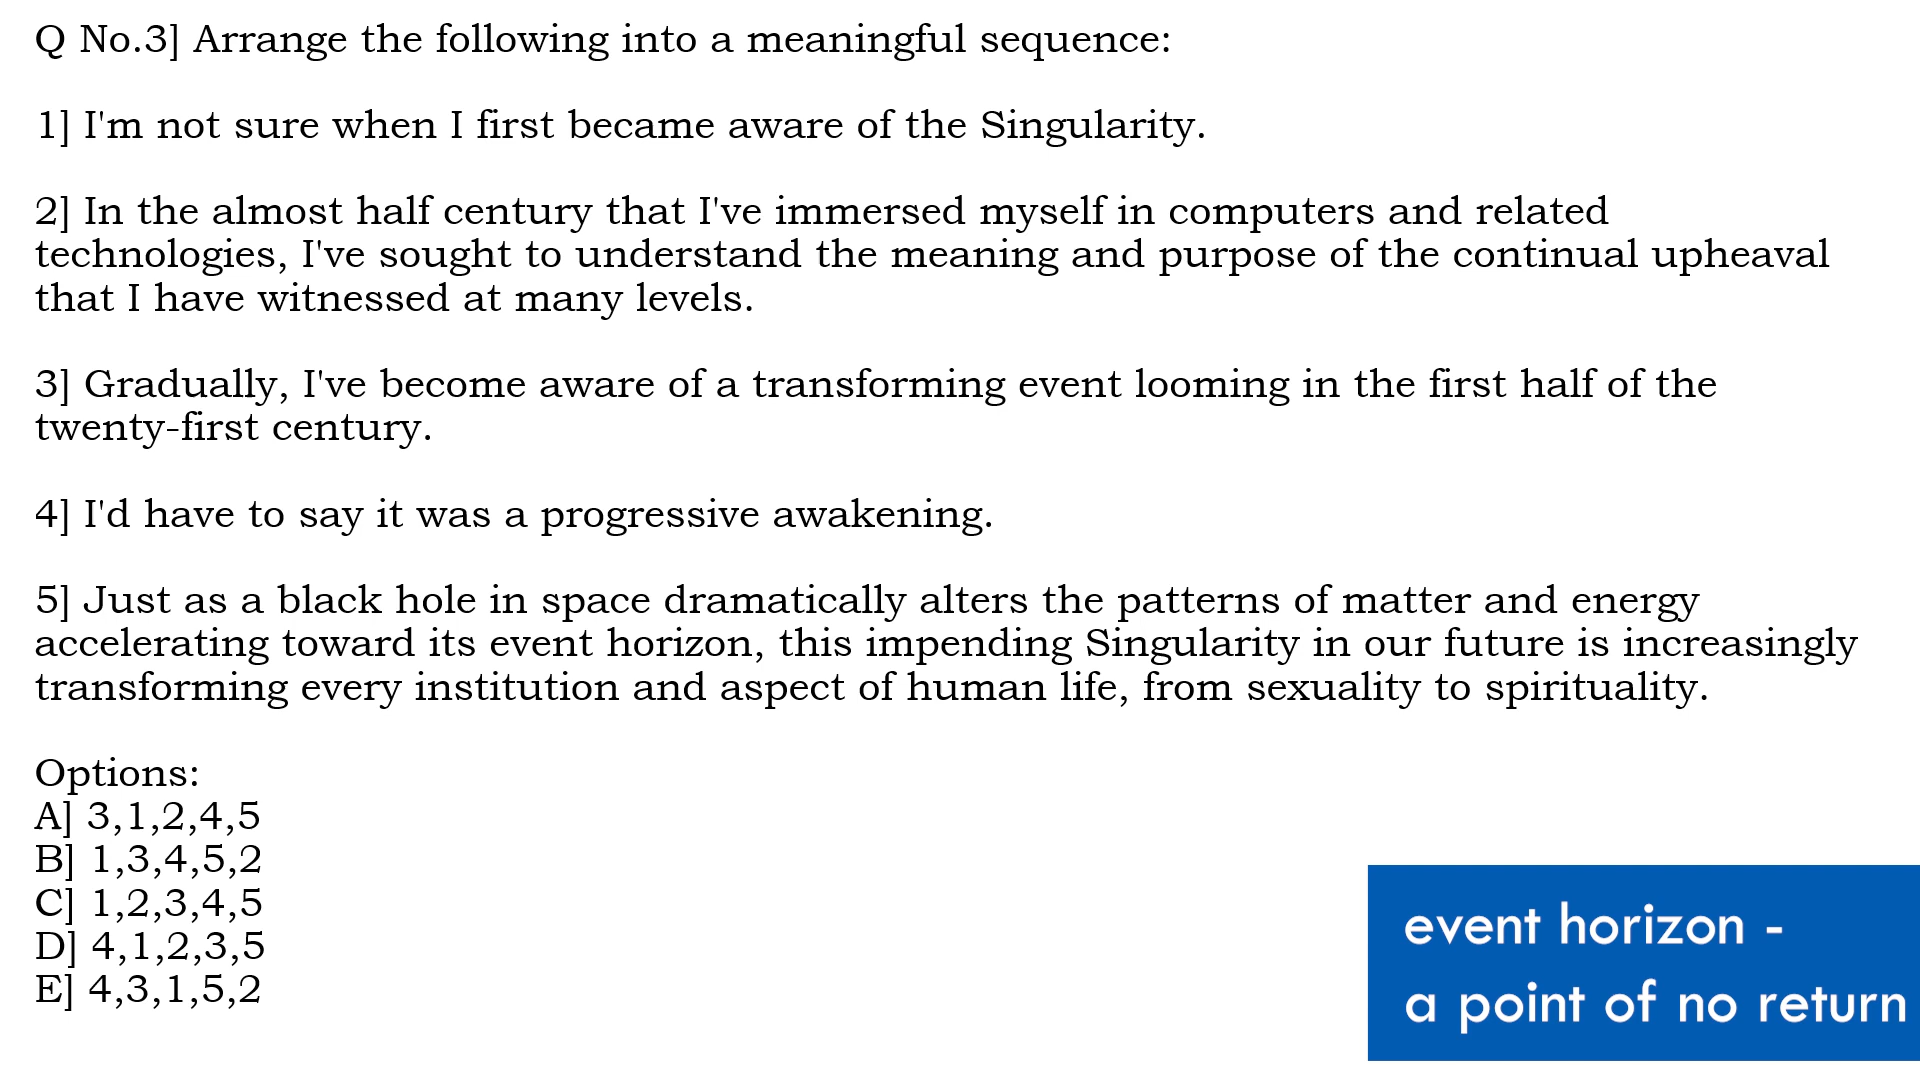 Q No.3] Arrange the following into a meaningful sequence:
1] I'm not sure when I first became aware of the Singularity.
2] In the almost half century that I've immersed myself in computers and related
technologies, I've sought to understand the meaning and purpose of the continual upheaval
that I have witnessed at many levels.
3] Gradually, I've become aware of a transforming event looming in the first half of the
twenty-first century.
4] I'd have to say it was a progressive awakening.
5] Just as a black hole in space dramatically alters the patterns of matter and energy
accelerating toward its event horizon, this impending Singularity in our future is increasingly
transforming every institution and aspect of human life, from sexuality to spirituality.
Options:
A] 3,1,2,4,5
B] 1,3,4,5,2
C] 1,2,3,4,5
D] 4,1,2,3,5
E] 4,3,1,5,2
event horizon -
a point of no return